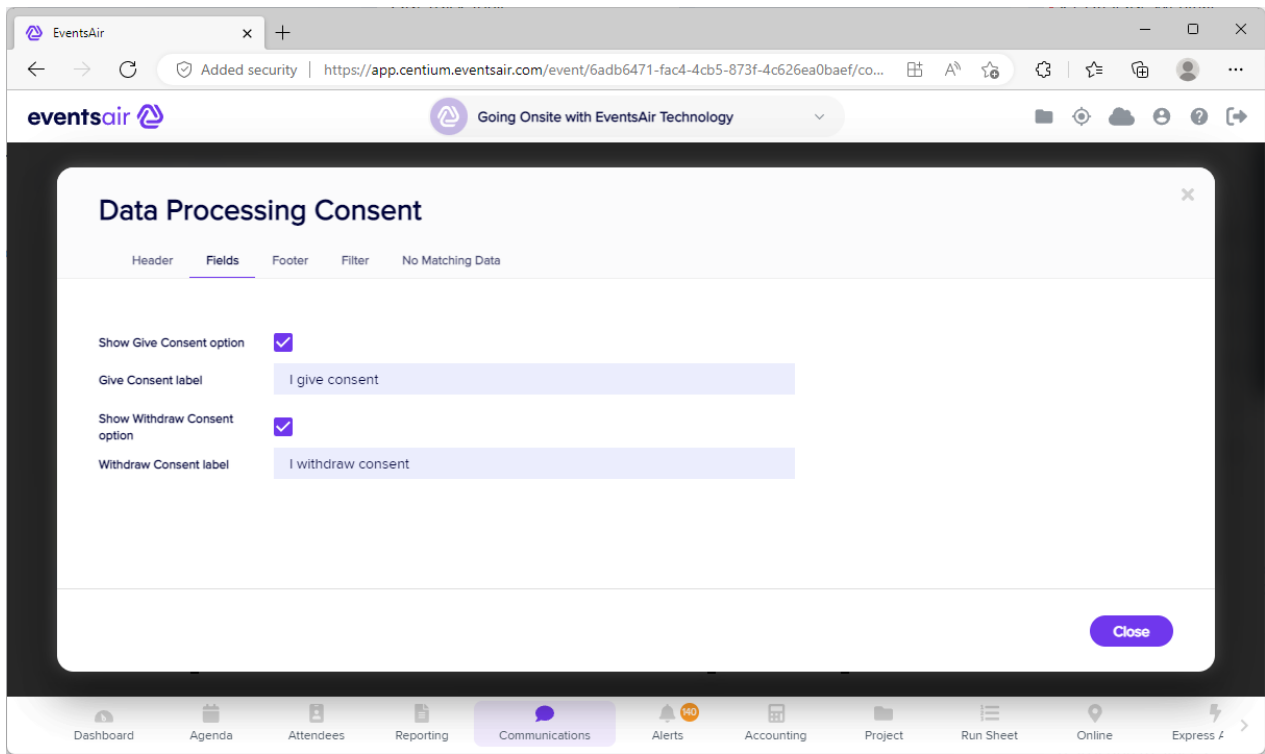 EventsAir
Added security | https://app.centium.eventsair.com/event/6adb6471-fac4-4cb5-873f-4c626ea0baef/co...
eventsair
Going Onsite with EventsAir Technology
Data Processing Consent
Header Fields Footer Filter No Matching Data
Show Give Consent option
Give Consent label I give consent
Show Withdraw Consent
option
Withdraw Consent label I withdraw consent
Close
140
Dashboard Agenda Attendees Reporting Communications Alerts Accounting Project Run Sheet Online Express A